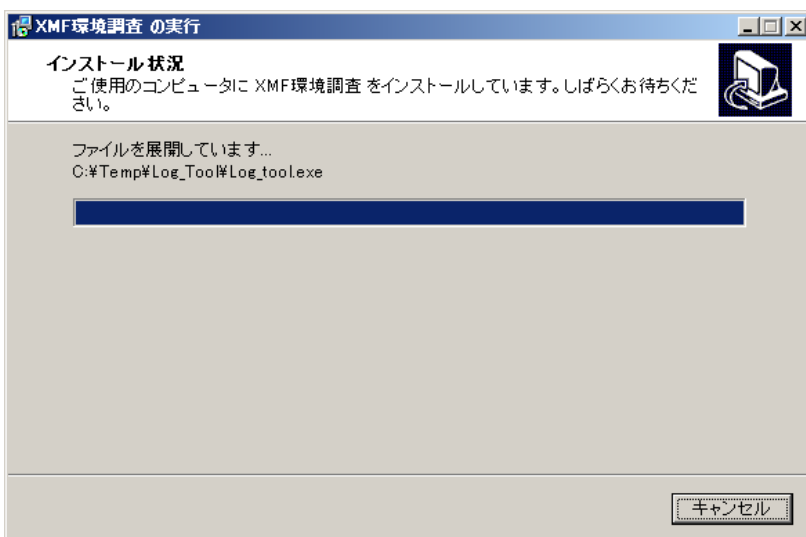 XMF環境調査 の実行
インストール状況
ご使用のコンピュータに XMF環境調査 をインストールしています。しばらくお待ちくだ
さい。
ファイルを展開しています...
C:¥Temp¥Log_Tool¥Log_tool.exe
キャンセル